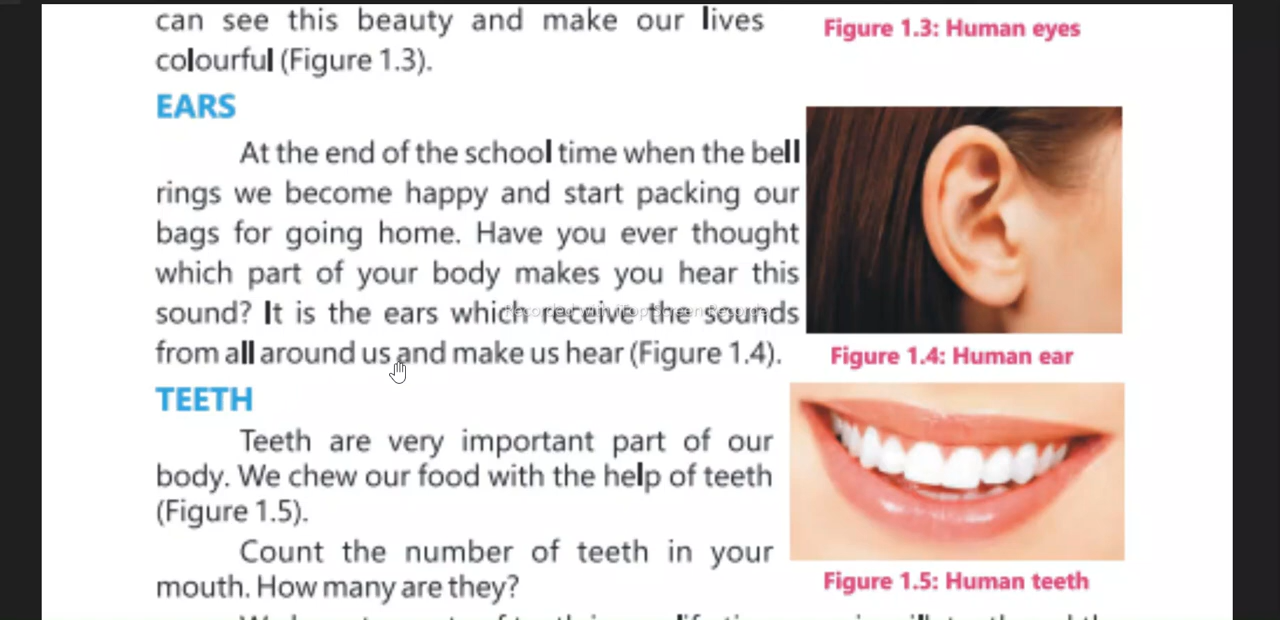 can see this beauty and make our lives
colourful (Figure 1.3).
Figure 1.3: Human eyes
EARS
At the end of the school time when the bell
rings we become happy and start packing our
bags for going home. Have you ever thought
which part of your body makes you hear this
sound? It is the ears which receive the sounds
from all around us and make us hear (Figure 1.4).
Recorded with iTop Screen Recorder
Figure 1.4: Human ear
TEETH
Teeth are very important part of our
body. We chew our food with the help of teeth
(Figure 1.5).
Count the number of teeth in your
mouth. How many are they?
Figure 1.5: Human teeth